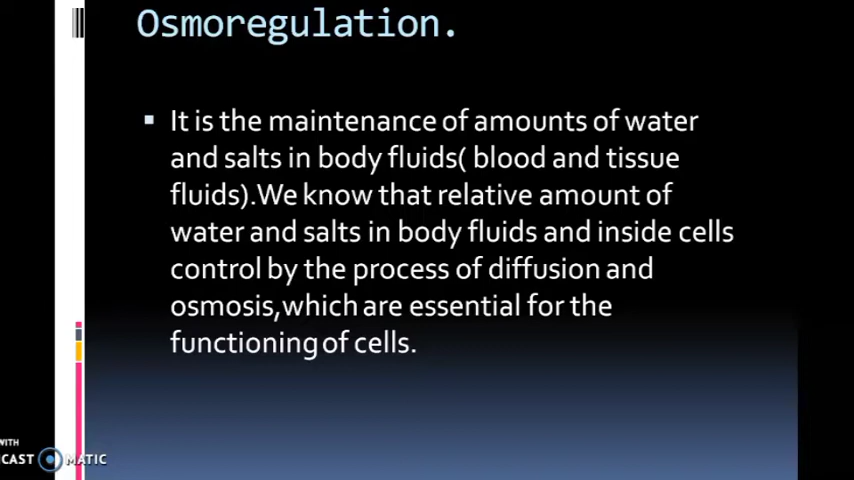 Osmoregulation.
It is the maintenance of amounts of water
and salts in body fluids( blood and tissue
fluids).We know that relative amount of
water and salts in body fluids and inside cells
control by the process of diffusion and
osmosis,which are essential for the
functioning of cells.
WITH
CAST MATIC